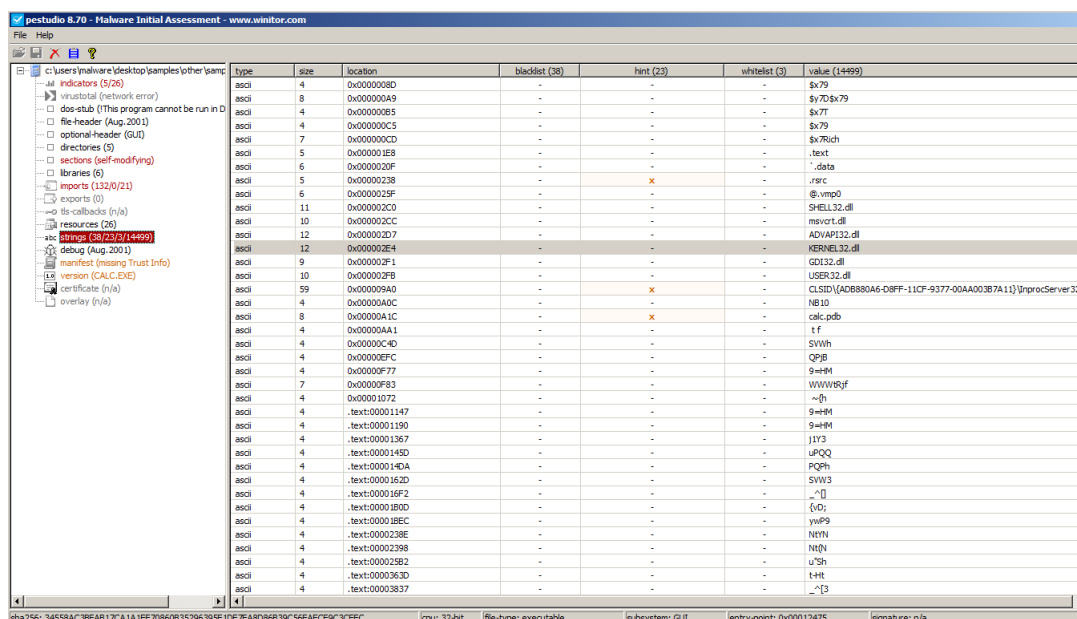 pestudio 8.70 - Malware Initial Assessment - www.winitor.com
File Help
c:\users\malware\desktop\samples\other\samp
indicators (5/26)
virustotal (network error)
dos-stub (!This program cannot be run in D
file-header (Aug.2001)
optional-header (GUI)
directories (5)
sections (self-modifying)
libraries (6)
imports (132/0/21)
exports (0)
tls-callbacks (n/a)
resources (26)
abc strings (38/23/3/14499)
debug (Aug.2001)
manifest (missing Trust Info)
1.0 version (CALC.EXE)
certificate (n/a)
overlay (n/a)
type size location blacklist (38) hint (23) whitelist (3) value (14499)
ascii 4 0x0000008D - - - $x79
ascii 8 0x000000A9 - - - $y7D$x79
ascii 4 0x000000B5 - - - $x7T
ascii 4 0x000000C5 - - - $x79
ascii 7 0x000000CD - - - $x7Rich
ascii 5 0x000001E8 - - - .text
ascii 6 0x0000020F - - - `.data
ascii 5 0x00000238 - x - .rsrc
ascii 6 0x0000025F - - - @.vmp0
ascii 11 0x000002C0 - - - SHELL32.dll
ascii 10 0x000002CC - - - msvcrt.dll
ascii 12 0x000002D7 - - - ADVAPI32.dll
ascii 12 0x000002E4 - - - KERNEL32.dll
ascii 9 0x000002F1 - - - GDI32.dll
ascii 10 0x000002FB - - - USER32.dll
ascii 59 0x000009A0 - x - CLSID\{ADB880A6-D8FF-11CF-9377-00AA003B7A11}\InprocServer32
ascii 4 0x00000A0C - - - NB10
ascii 8 0x00000A1C - x - calc.pdb
ascii 4 0x00000AA1 - - - t f
ascii 4 0x00000C4D - - - SVWh
ascii 4 0x00000EFC - - - QPjB
ascii 4 0x00000F77 - - - 9=HM
ascii 7 0x00000F83 - - - WWWtRjf
ascii 4 0x00001072 - - - ~{h
ascii 4 .text:00001147 - - - 9=HM
ascii 4 .text:00001190 - - - 9=HM
ascii 4 .text:00001367 - - - j1Y3
ascii 4 .text:0000145D - - - uPQQ
ascii 4 .text:000014DA - - - PQPh
ascii 4 .text:0000162D - - - SVW3
ascii 4 .text:000016F2 - - - _^[]
ascii 4 .text:00001B0D - - - {vD;
ascii 4 .text:00001BEC - - - ywP9
ascii 4 .text:0000238E - - - NtYN
ascii 4 .text:00002398 - - - Nt(N
ascii 4 .text:000025B2 - - - u"Sh
ascii 4 .text:0000363D - - - t-Ht
ascii 4 .text:00003837 - - - _^[3
cpu: 32-bit file-type: executable subsystem: GUI entry-point: 0x00012475 signature: n/a